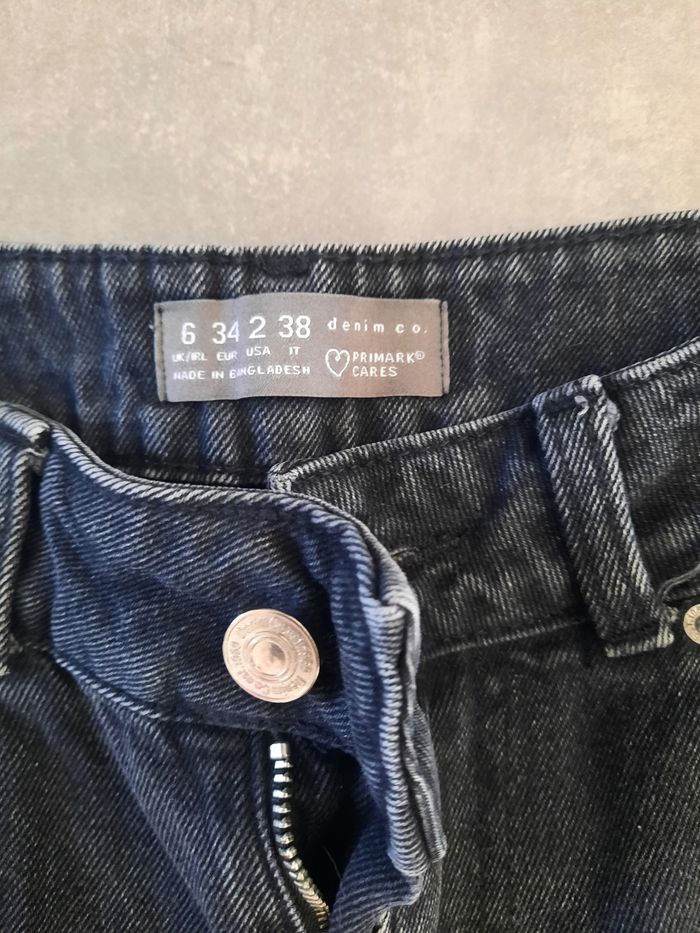 6 34 2 38 denim co.
UK/IRL EUR USA IT PRIMARK®
MADE IN BANGLADESH CARES